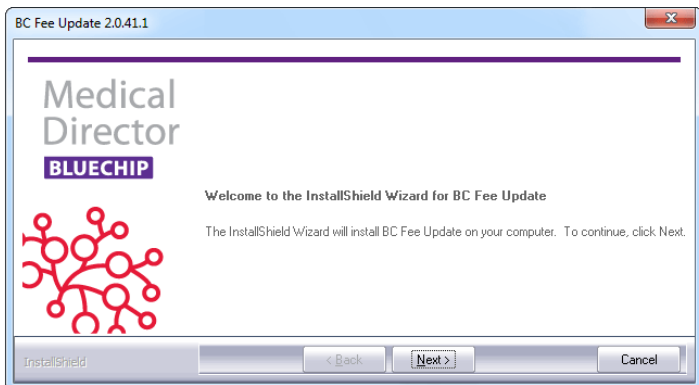 BC Fee Update 2.0.41.1
Medical
Director
BLUECHIP
Welcome to the InstallShield Wizard for BC Fee Update
The InstallShield Wizard will install BC Fee Update on your computer. To continue, click Next.
InstallShield
< Back
Next >
Cancel